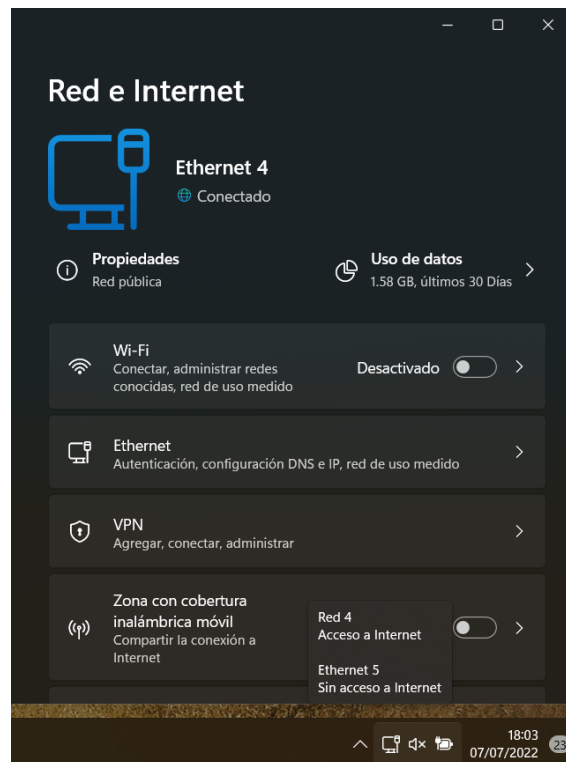 Red e Internet
Ethernet 4
Conectado
Propiedades
Red pública
Uso de datos
1.58 GB, últimos 30 Días
Wi-Fi
Conectar, administrar redes
conocidas, red de uso medido
Desactivado
Ethernet
Autenticación, configuración DNS e IP, red de uso medido
VPN
Agregar, conectar, administrar
Zona con cobertura
inalámbrica móvil
Compartir la conexión a
Internet
Red 4
Acceso a Internet
Ethernet 5
Sin acceso a Internet
18:03
07/07/2022
23